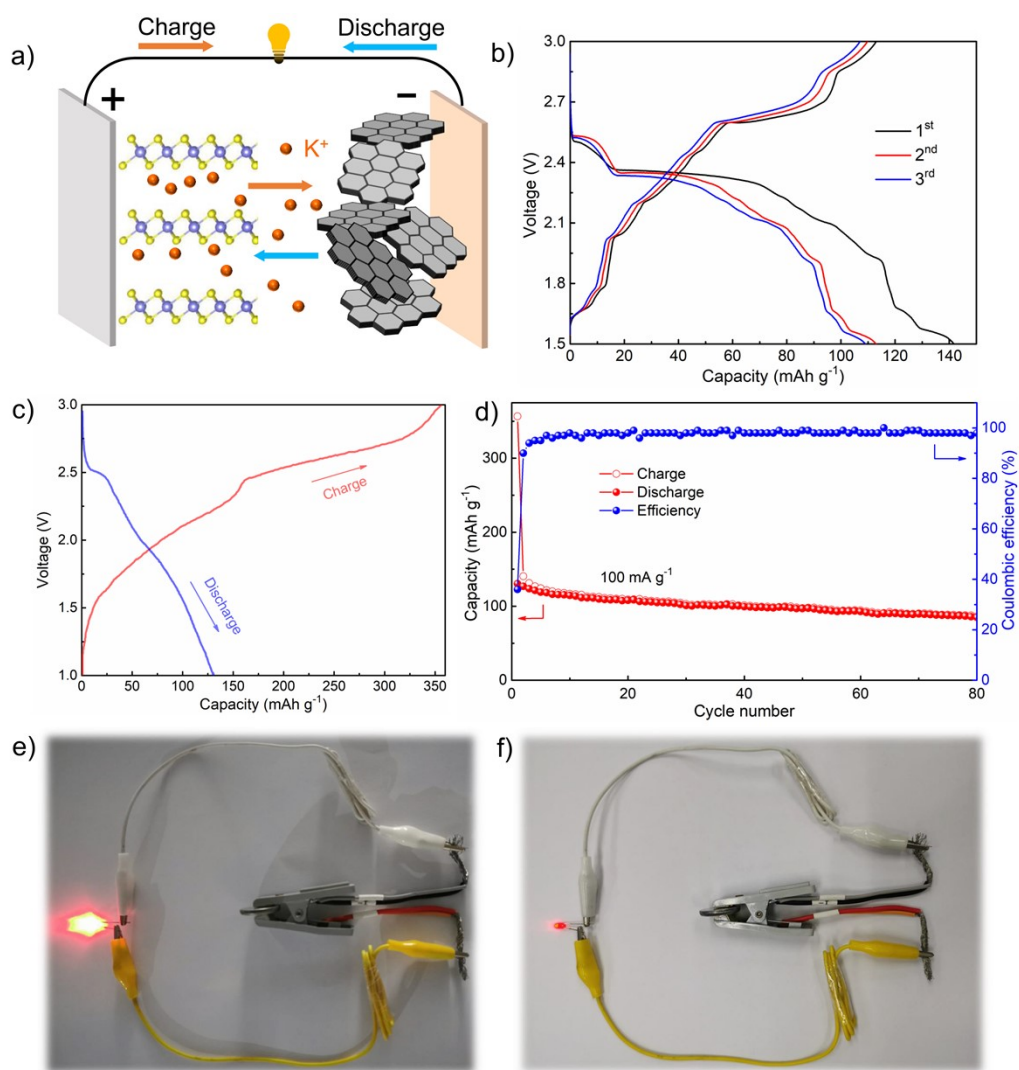 a)
Charge
Discharge
+
−
K⁺
b)
3.0
2.7
2.4
2.1
1.8
1.5
Voltage (V)
1ˢᵗ
2ⁿᵈ
3ʳᵈ
0 20 40 60 80 100 120 140
Capacity (mAh g⁻¹)
c)
3.0
2.5
2.0
1.5
1.0
Voltage (V)
Charge
Discharge
0 50 100 150 200 250 300 350
Capacity (mAh g⁻¹)
d)
350
300
250
200
150
100
50
0
Capacity (mAh g⁻¹)
Charge
Discharge
Efficiency
100 mA g⁻¹
100
80
60
40
20
0
Coulombic efficiency (%)
0 20 40 60 80
Cycle number
e)
f)